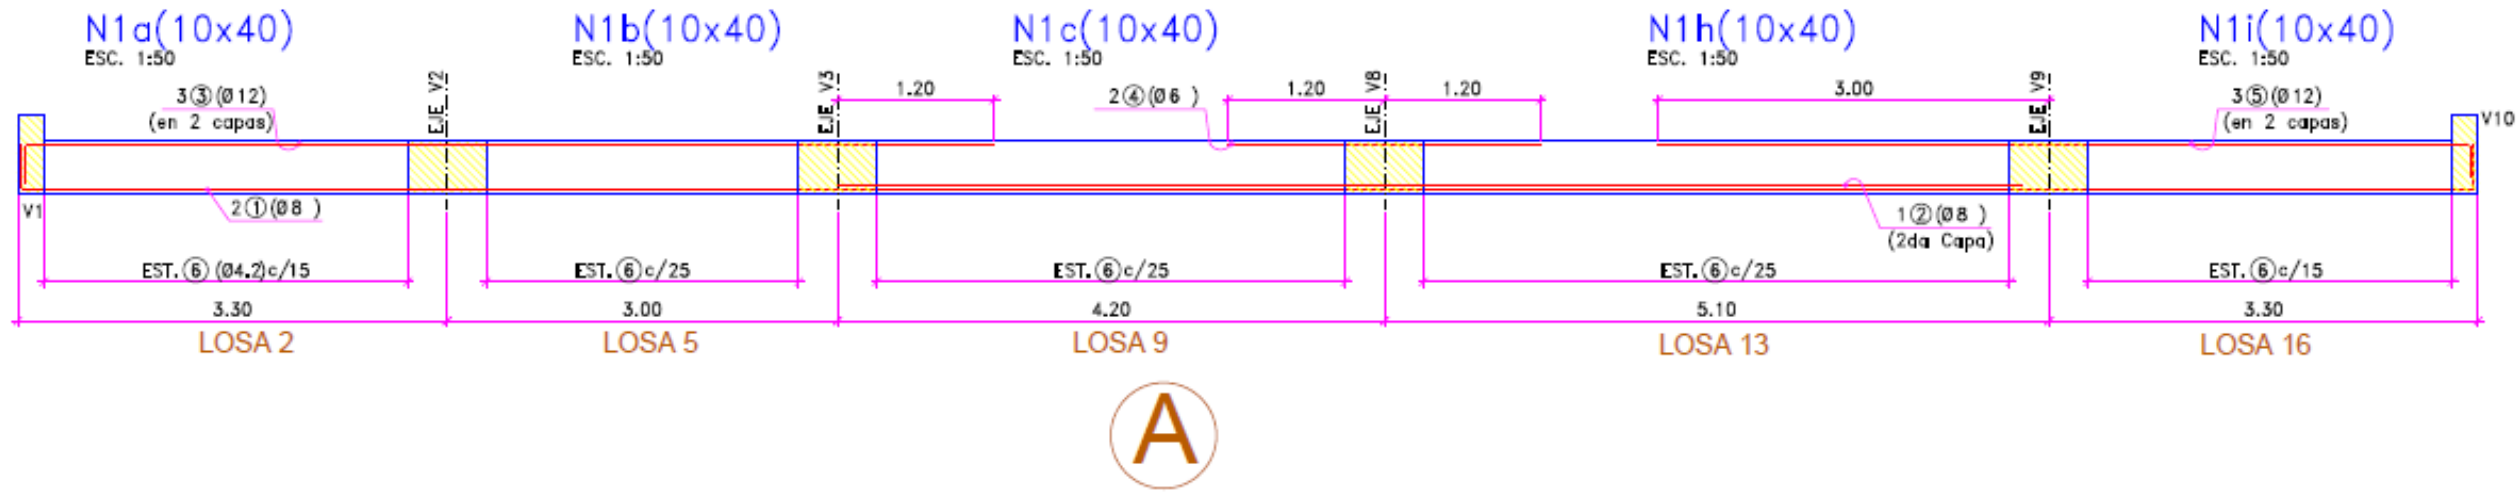 N1a(10x40)
ESC. 1:50
N1b(10x40)
ESC. 1:50
N1c(10x40)
ESC. 1:50
N1h(10x40)
ESC. 1:50
N1i(10x40)
ESC. 1:50
3③(Ø12)
(en 2 capas)
EJE V2
EJE V3
1.20
2④(Ø6 )
1.20
EJE V8
1.20
3.00
EJE V9
3⑤(Ø12)
(en 2 capas)
V10
V1
2①(Ø8 )
1②(Ø8 )
(2da Capa)
EST.⑥(Ø4.2)c/15
EST.⑥c/25
EST.⑥c/25
EST.⑥c/25
EST.⑥c/15
3.30
3.00
4.20
5.10
3.30
LOSA 2
LOSA 5
LOSA 9
LOSA 13
LOSA 16
A